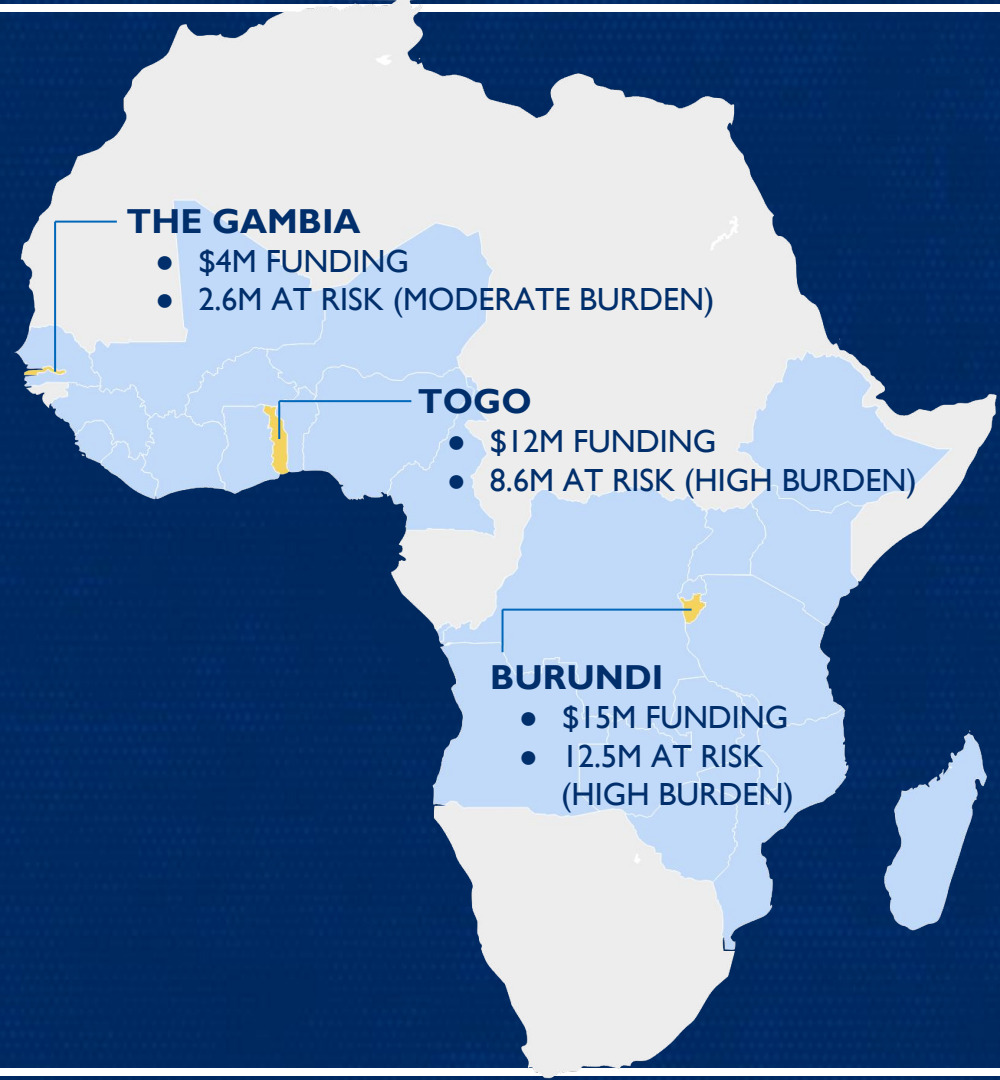 THE GAMBIA
● $4M FUNDING
● 2.6M AT RISK (MODERATE BURDEN)
TOGO
● $12M FUNDING
● 8.6M AT RISK (HIGH BURDEN)
BURUNDI
● $15M FUNDING
● 12.5M AT RISK
(HIGH BURDEN)